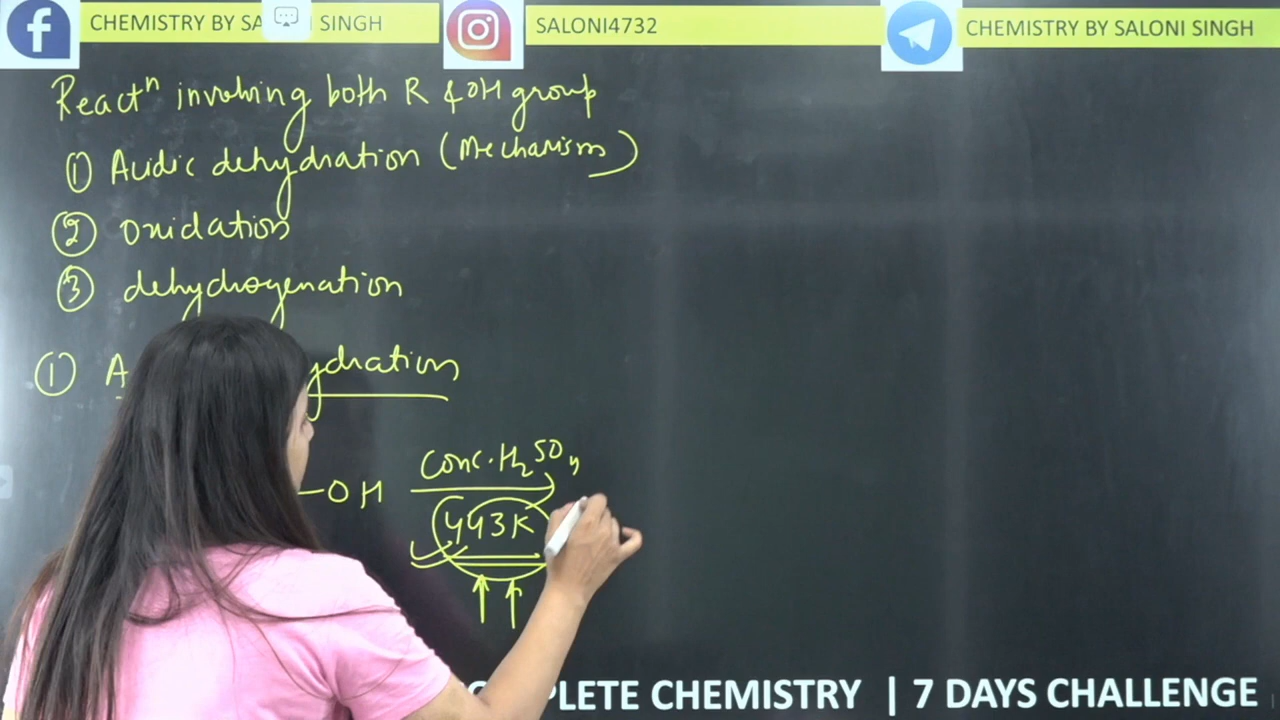 CHEMISTRY BY SA SINGH SALONI4732 CHEMISTRY BY SALONI SINGH
Reactⁿ involving both R & OH group
① Acidic dehydration (Mechanism)
② oxidation
③ dehydrogenation
① A ydration
–OH conc. H₂SO₄
443K
PLETE CHEMISTRY | 7 DAYS CHALLENGE